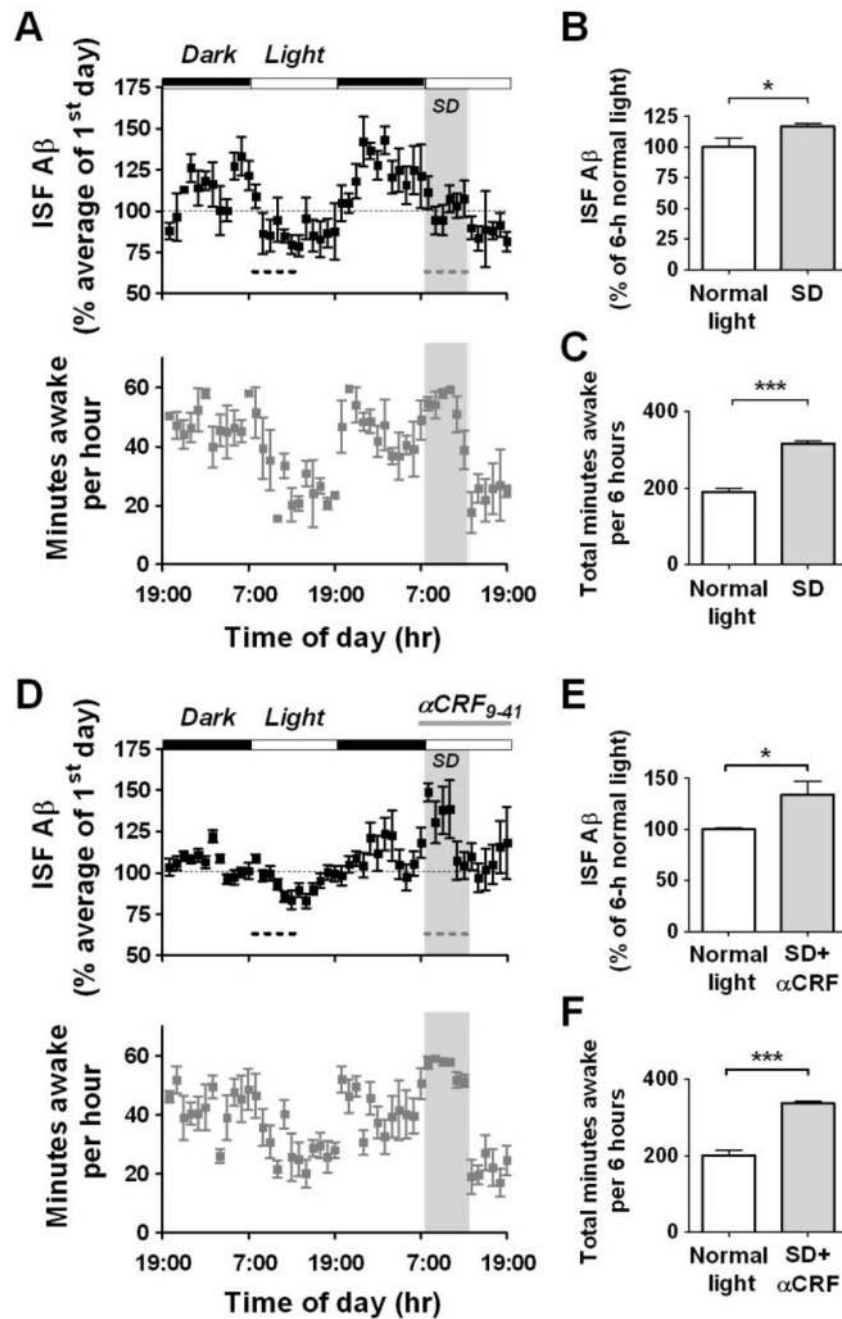 A
Dark Light
SD
ISF Aβ
(% average of 1st day)
175
150
125
100
75
50
Minutes awake
per hour
60
40
20
0
19:00 7:00 19:00 7:00 19:00
Time of day (hr)
B
*
ISF Aβ
(% of 6-h normal light)
125
100
75
50
25
0
Normal
light
SD
C
***
Total minutes awake
per 6 hours
400
200
0
Normal
light
SD
D
αCRF9-41
Dark Light
SD
ISF Aβ
(% average of 1st day)
175
150
125
100
75
50
Minutes awake
per hour
60
40
20
0
19:00 7:00 19:00 7:00 19:00
Time of day (hr)
E
*
ISF Aβ
(% of 6-h normal light)
150
100
50
0
Normal
light
SD+
αCRF
F
***
Total minutes awake
per 6 hours
400
200
0
Normal
light
SD+
αCRF